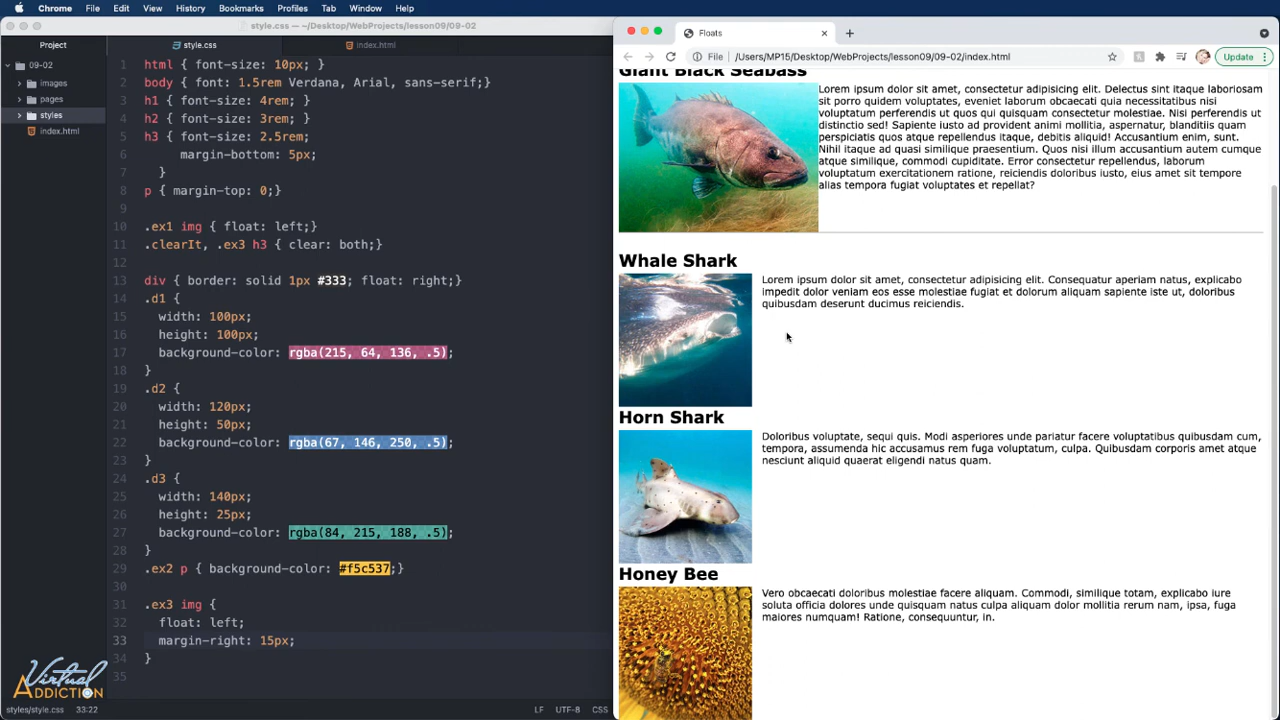 Chrome File Edit View History Bookmarks Profiles Tab Window Help
style.css — ~/Desktop/WebProjects/lesson09/09-02
Project
style.css
index.html
09-02
images
pages
styles
index.html
1 html { font-size: 10px; }
2 body { font: 1.5rem Verdana, Arial, sans-serif;}
3 h1 { font-size: 4rem; }
4 h2 { font-size: 3rem; }
5 h3 { font-size: 2.5rem;
6 margin-bottom: 5px;
7 }
8 p { margin-top: 0;}
9
10 .ex1 img { float: left;}
11 .clearIt, .ex3 h3 { clear: both;}
12
13 div { border: solid 1px #333; float: right;}
14 .d1 {
15 width: 100px;
16 height: 100px;
17 background-color: rgba(215, 64, 136, .5);
18 }
19 .d2 {
20 width: 120px;
21 height: 50px;
22 background-color: rgba(67, 146, 250, .5);
23 }
24 .d3 {
25 width: 140px;
26 height: 25px;
27 background-color: rgba(84, 215, 188, .5);
28 }
29 .ex2 p { background-color: #f5c537;}
30
31 .ex3 img {
32 float: left;
33 margin-right: 15px;
34 }
35
Virtual
ADDICTION
styles/style.css 33:22
LF UTF-8 CSS
Floats
File /Users/MP15/Desktop/WebProjects/lesson09/09-02/index.html
Update
Giant Black Seabass
Lorem ipsum dolor sit amet, consectetur adipisicing elit. Delectus sint itaque laboriosam
sit porro quidem voluptates, eveniet laborum obcaecati quia necessitatibus nisi
voluptatum perferendis ut quos qui quisquam consectetur molestiae. Nisi perferendis ut
distinctio sed! Sapiente iusto ad provident animi mollitia, aspernatur, blanditiis quam
perspiciatis quos atque repellendus itaque, debitis aliquid! Accusantium enim, sunt.
Nihil itaque ad quasi similique praesentium. Quos nisi illum accusantium autem cumque
atque similique, commodi cupiditate. Error consectetur repellendus, laborum
voluptatum exercitationem ratione, reiciendis doloribus iusto, eius amet sit tempore
alias tempora fugiat voluptates et repellat?
Whale Shark
Lorem ipsum dolor sit amet, consectetur adipisicing elit. Consequatur aperiam natus, explicabo
impedit dolor veniam eos esse molestiae fugiat et dolorum aliquam sapiente iste ut, doloribus
quibusdam deserunt ducimus reiciendis.
Horn Shark
Doloribus voluptate, sequi quis. Modi asperiores unde pariatur facere voluptatibus quibusdam cum,
tempora, assumenda hic accusamus rem fuga voluptatum, culpa. Quibusdam corporis amet atque
nesciunt aliquid quaerat eligendi natus quam.
Honey Bee
Vero obcaecati doloribus molestiae facere aliquam. Commodi, similique totam, explicabo iure
soluta officia dolores unde quisquam natus culpa aliquam dolor mollitia rerum nam, ipsa, fuga
maiores numquam! Ratione, consequuntur, in.